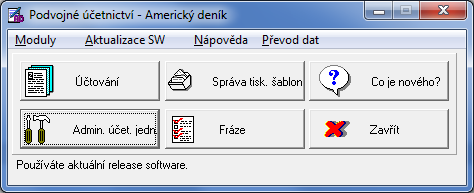 Podvojné účetnictví - Americký deník
Moduly Aktualizace SW Nápověda Převod dat
Účtování Správa tisk. šablon Co je nového?
Admin. účet. jedn Fráze Zavřít
Používáte aktuální release software.